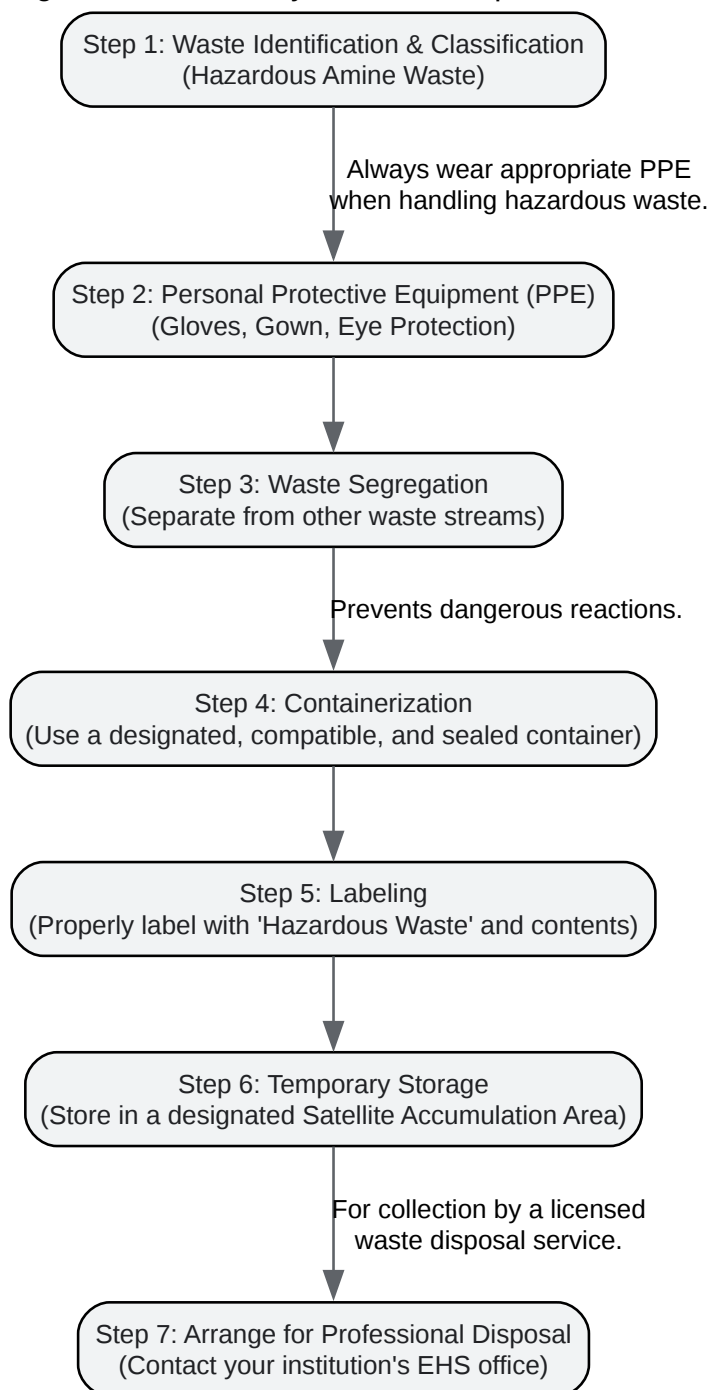 Step 1: Waste Identification & Classification
(Hazardous Amine Waste)
Always wear appropriate PPE
when handling hazardous waste.
Step 2: Personal Protective Equipment (PPE)
(Gloves, Gown, Eye Protection)
Step 3: Waste Segregation
(Separate from other waste streams)
Prevents dangerous reactions.
Step 4: Containerization
(Use a designated, compatible, and sealed container)
Step 5: Labeling
(Properly label with 'Hazardous Waste' and contents)
Step 6: Temporary Storage
(Store in a designated Satellite Accumulation Area)
For collection by a licensed
waste disposal service.
Step 7: Arrange for Professional Disposal
(Contact your institution's EHS office)